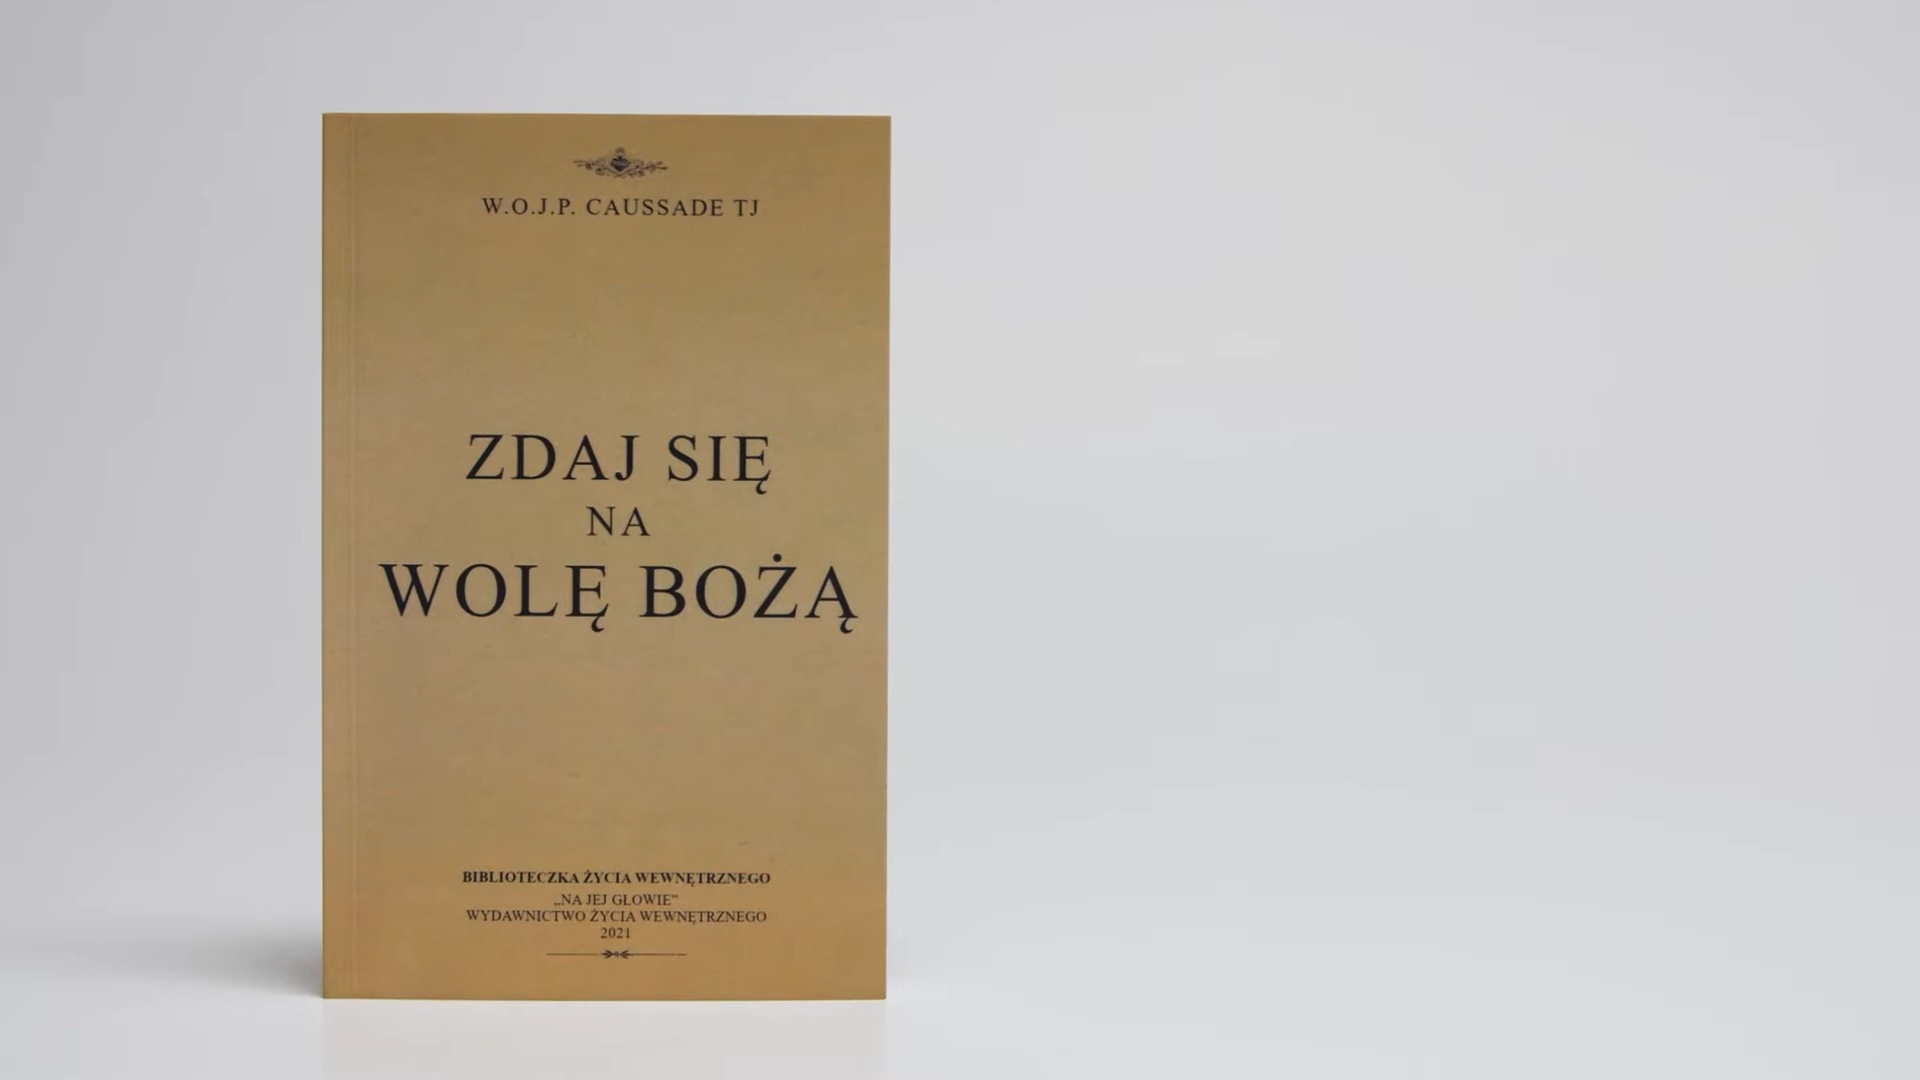 W.O.J.P. CAUSSADE TJ
ZDAJ SIĘ
NA
WOLĘ BOŻĄ
BIBLIOTECZKA ŻYCIA WEWNĘTRZNEGO
„NA JEJ GŁOWIE”
WYDAWNICTWO ŻYCIA WEWNĘTRZNEGO
2021